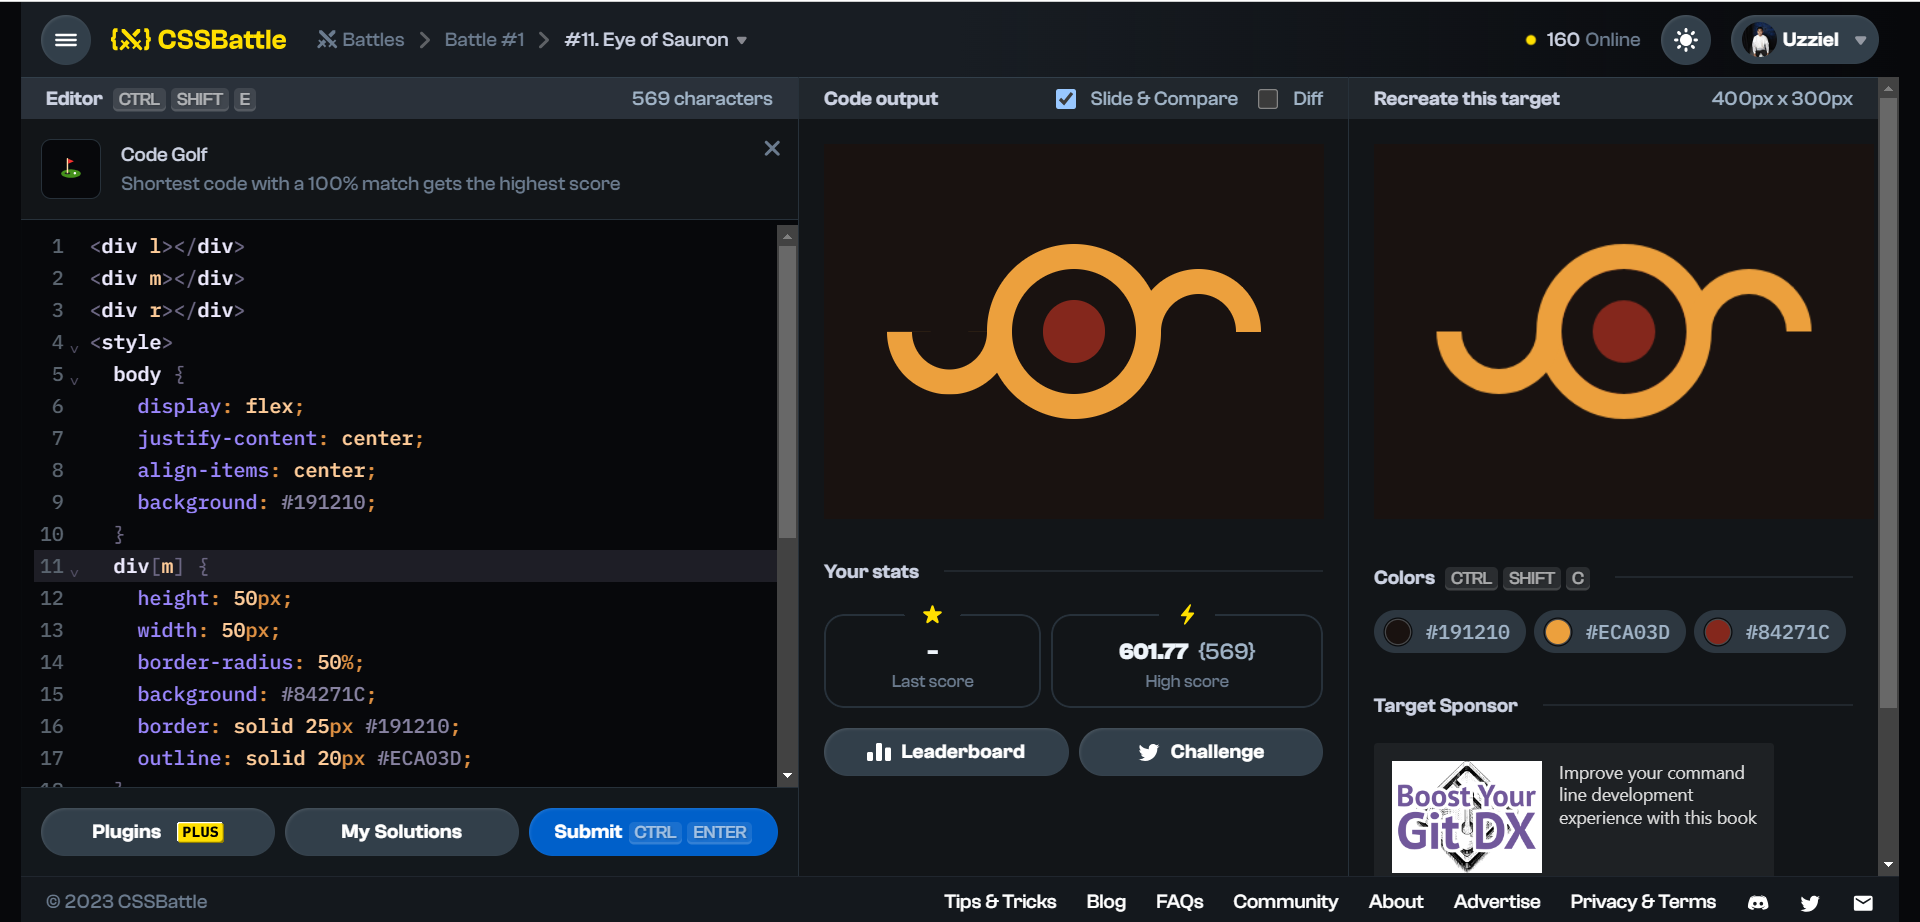 CSSBattle
Battles
Battle #1
#11. Eye of Sauron
160 Online
Uzziel
Editor CTRL SHIFT E
569 characters
Code Golf
Shortest code with a 100% match gets the highest score
1 <div l></div>
2 <div m></div>
3 <div r></div>
4 <style>
5 body {
6 display: flex;
7 justify-content: center;
8 align-items: center;
9 background: #191210;
10 }
11 div[m] {
12 height: 50px;
13 width: 50px;
14 border-radius: 50%;
15 background: #84271C;
16 border: solid 25px #191210;
17 outline: solid 20px #ECA03D;
Plugins PLUS
My Solutions
Submit CTRL ENTER
Code output
Slide & Compare
Diff
Your stats
-
Last score
601.77 {569}
High score
Leaderboard
Challenge
Recreate this target
400px x 300px
Colors CTRL SHIFT C
#191210
#ECA03D
#84271C
Target Sponsor
Boost Your
Git DX
Improve your command
line development
experience with this book
© 2023 CSSBattle
Tips & Tricks
Blog
FAQs
Community
About
Advertise
Privacy & Terms